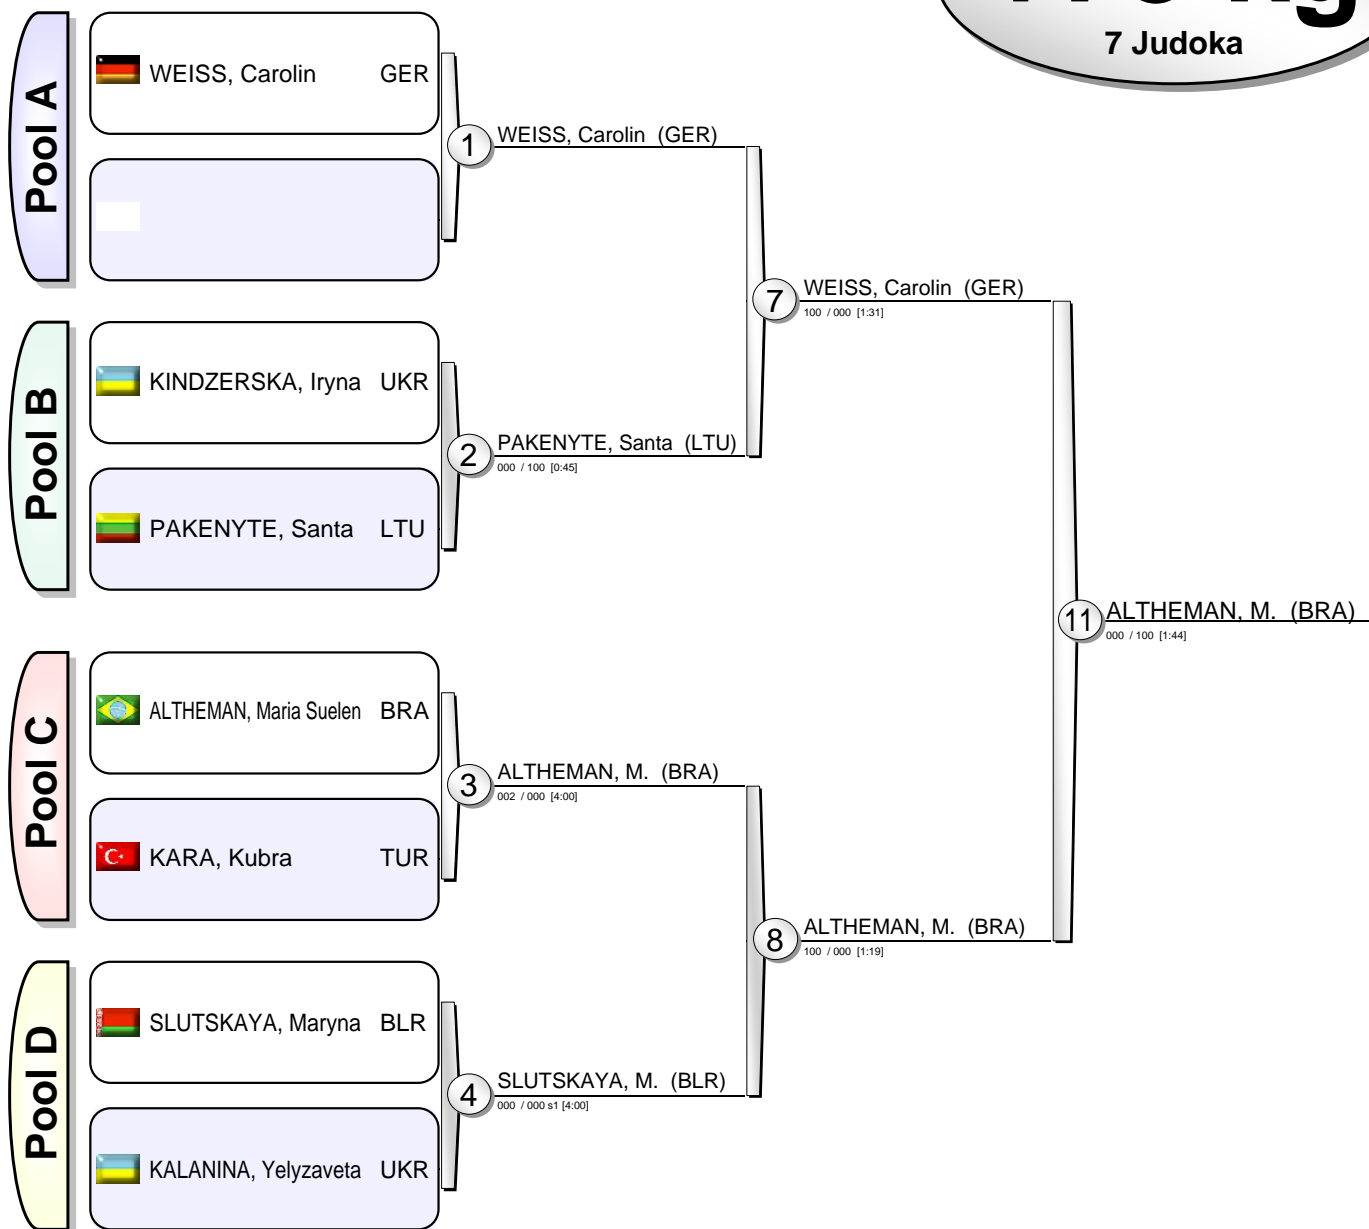 7 Judoka
Pool A
WEISS, Carolin GER
1
WEISS, Carolin (GER)
7
WEISS, Carolin (GER)
100 / 000 [1:31]
Pool B
KINDZERSKA, Iryna UKR
2
PAKENYTE, Santa (LTU)
000 / 100 [0:45]
PAKENYTE, Santa LTU
11
ALTHEMAN, M. (BRA)
000 / 100 [1:44]
Pool C
ALTHEMAN, Maria Suelen BRA
3
ALTHEMAN, M. (BRA)
002 / 000 [4:00]
KARA, Kubra TUR
8
ALTHEMAN, M. (BRA)
100 / 000 [1:19]
Pool D
SLUTSKAYA, Maryna BLR
4
SLUTSKAYA, M. (BLR)
000 / 000 s1 [4:00]
KALANINA, Yelyzaveta UKR